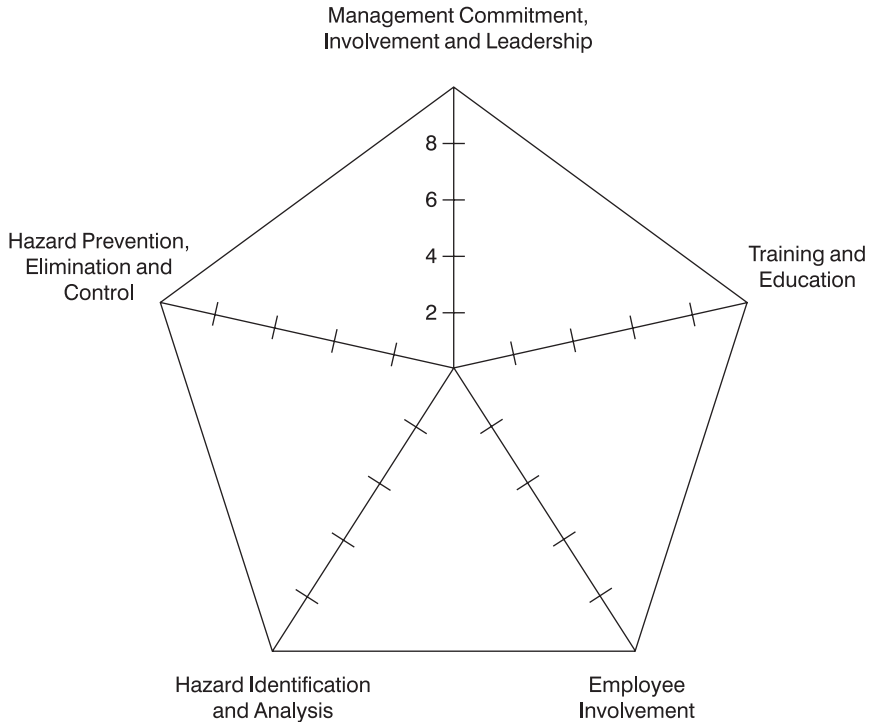 Management Commitment,
Involvement and Leadership
8
6
4
2
Hazard Prevention,
Elimination and
Control
Training and
Education
Hazard Identification
and Analysis
Employee
Involvement